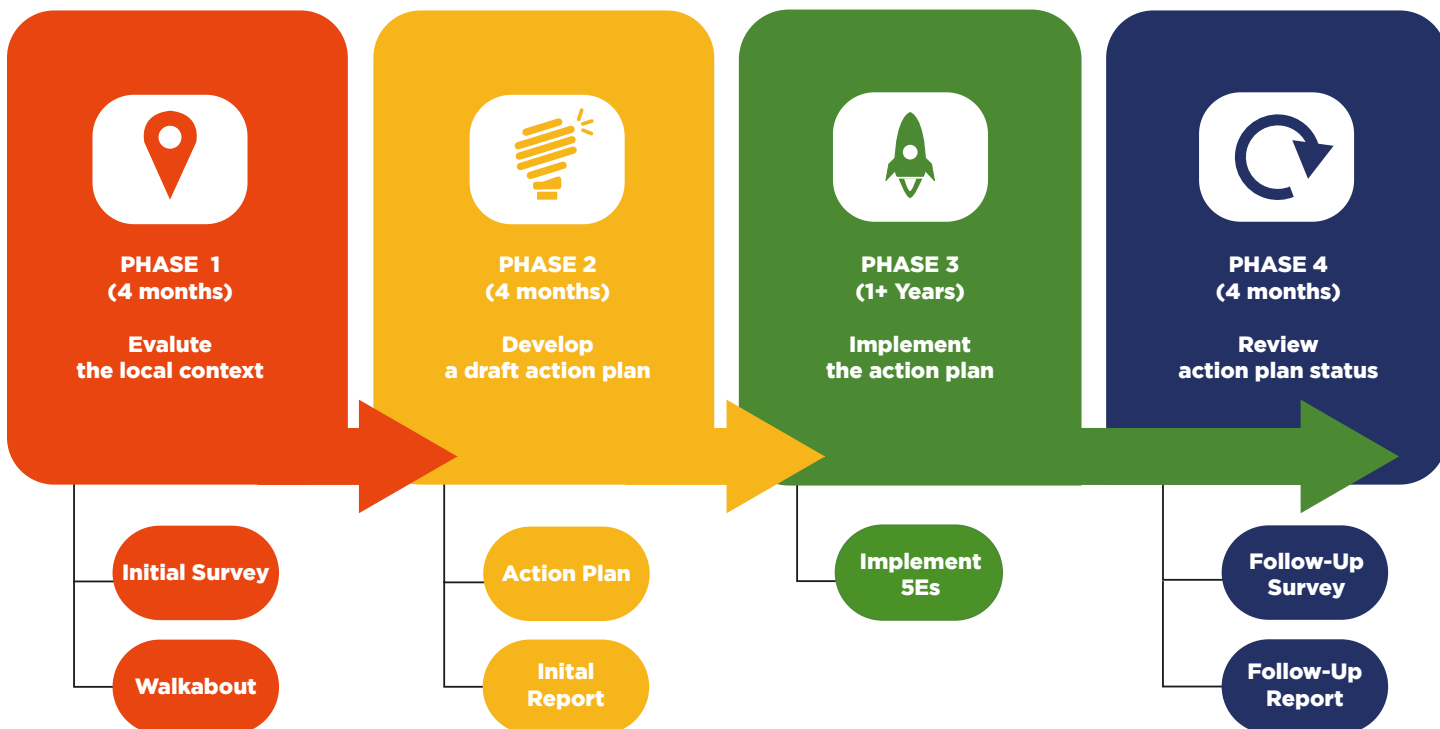 PHASE 1
(4 months)
Evalute
the local context
Initial Survey
Walkabout
PHASE 2
(4 months)
Develop
a draft action plan
Action Plan
Inital
Report
PHASE 3
(1+ Years)
Implement
the action plan
Implement
5Es
PHASE 4
(4 months)
Review
action plan status
Follow-Up
Survey
Follow-Up
Report